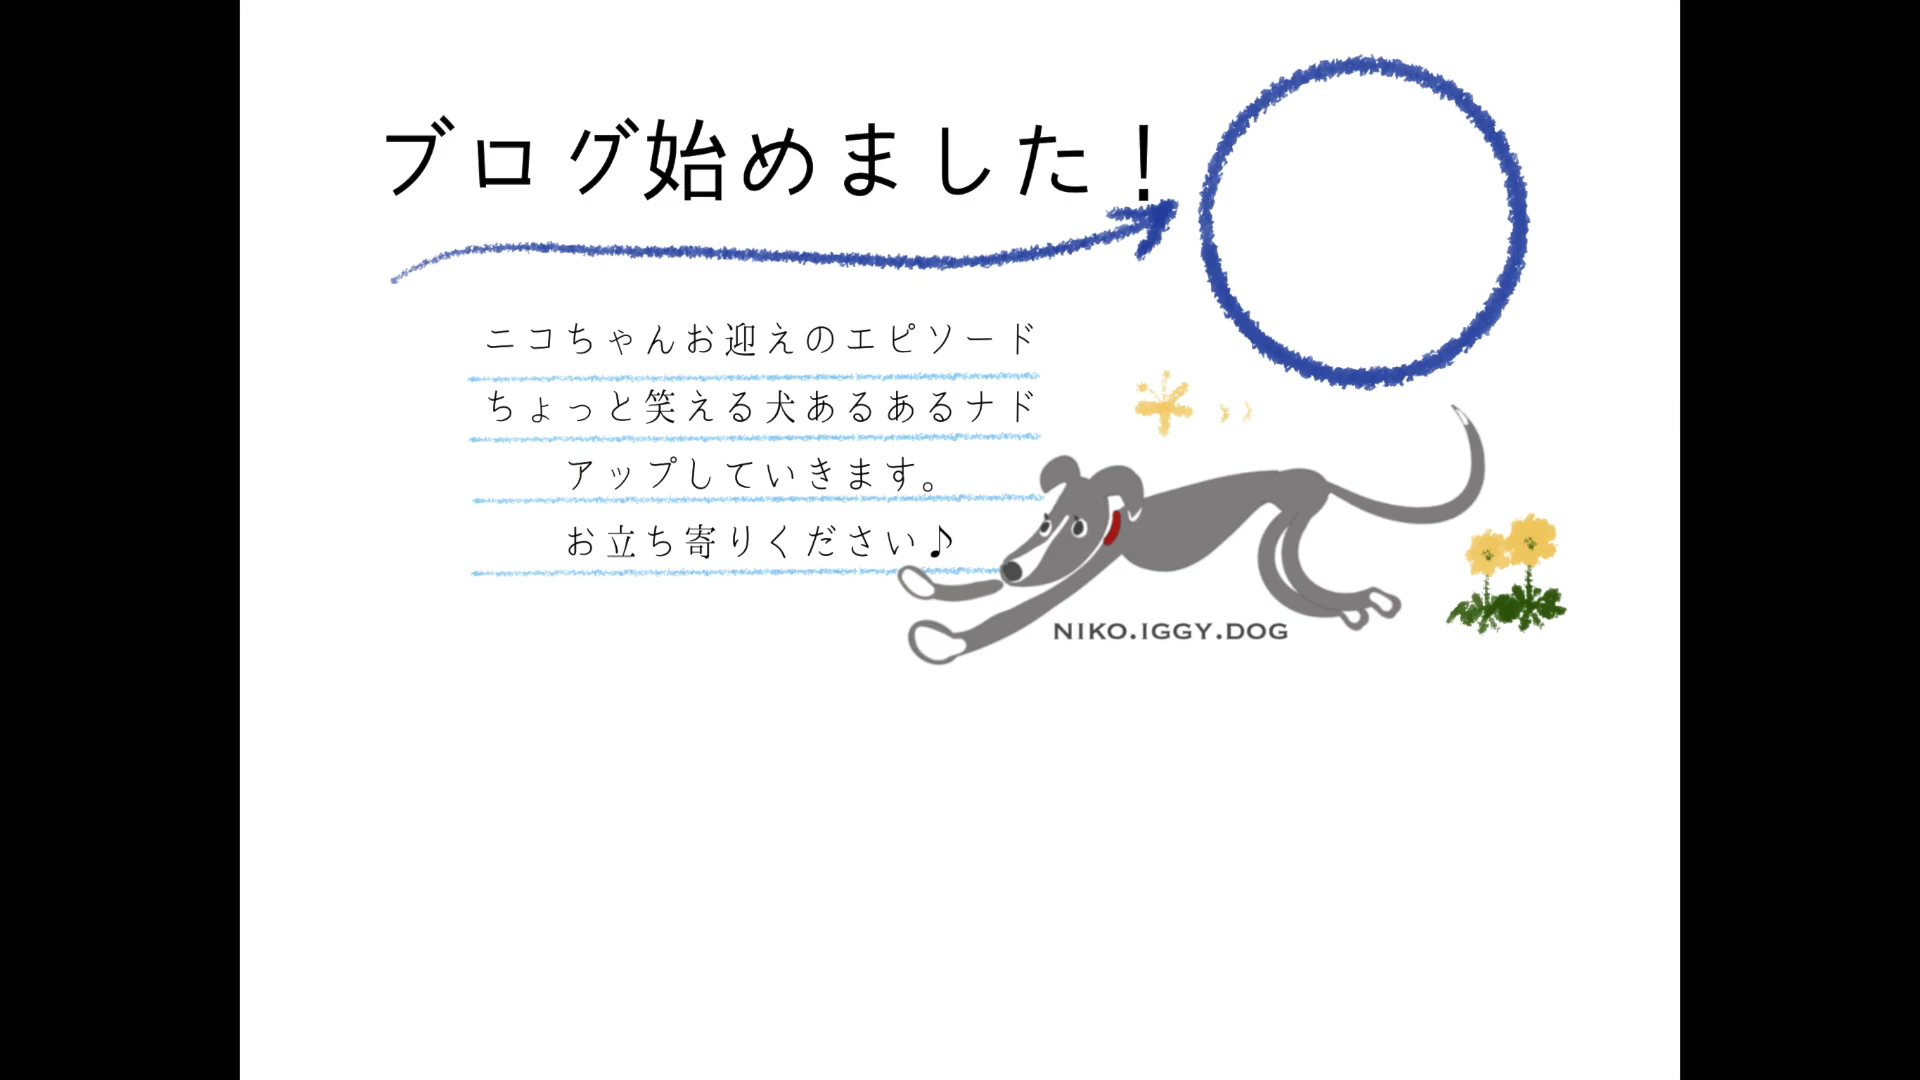 ブログ始めました！
ニコちゃんお迎えのエピソード
ちょっと笑える犬あるあるナド
アップしていきます。
お立ち寄りください♪
NIKO.IGGY.DOG